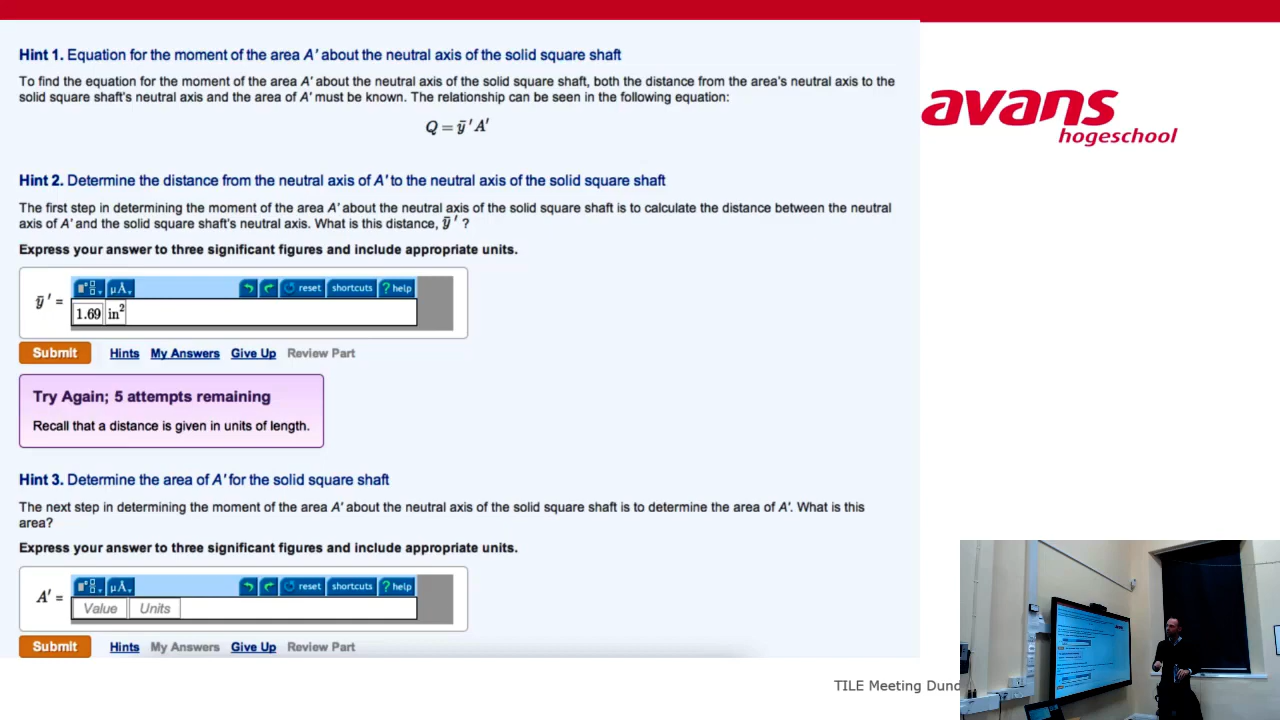 Hint 1. Equation for the moment of the area A′ about the neutral axis of the solid square shaft
To find the equation for the moment of the area A′ about the neutral axis of the solid square shaft, both the distance from the area's neutral axis to the
solid square shaft's neutral axis and the area of A′ must be known. The relationship can be seen in the following equation:
Q = ȳ′A′
avans
hogeschool
Hint 2. Determine the distance from the neutral axis of A′ to the neutral axis of the solid square shaft
The first step in determining the moment of the area A′ about the neutral axis of the solid square shaft is to calculate the distance between the neutral
axis of A′ and the solid square shaft's neutral axis. What is this distance, ȳ′ ?
Express your answer to three significant figures and include appropriate units.
μÅ reset shortcuts ? help
ȳ′ = 1.69 in²
Submit Hints My Answers Give Up Review Part
Try Again; 5 attempts remaining
Recall that a distance is given in units of length.
Hint 3. Determine the area of A′ for the solid square shaft
The next step in determining the moment of the area A′ about the neutral axis of the solid square shaft is to determine the area of A′. What is this
area?
Express your answer to three significant figures and include appropriate units.
μÅ reset shortcuts ? help
A′ = Value Units
Submit Hints My Answers Give Up Review Part
TILE Meeting Dund